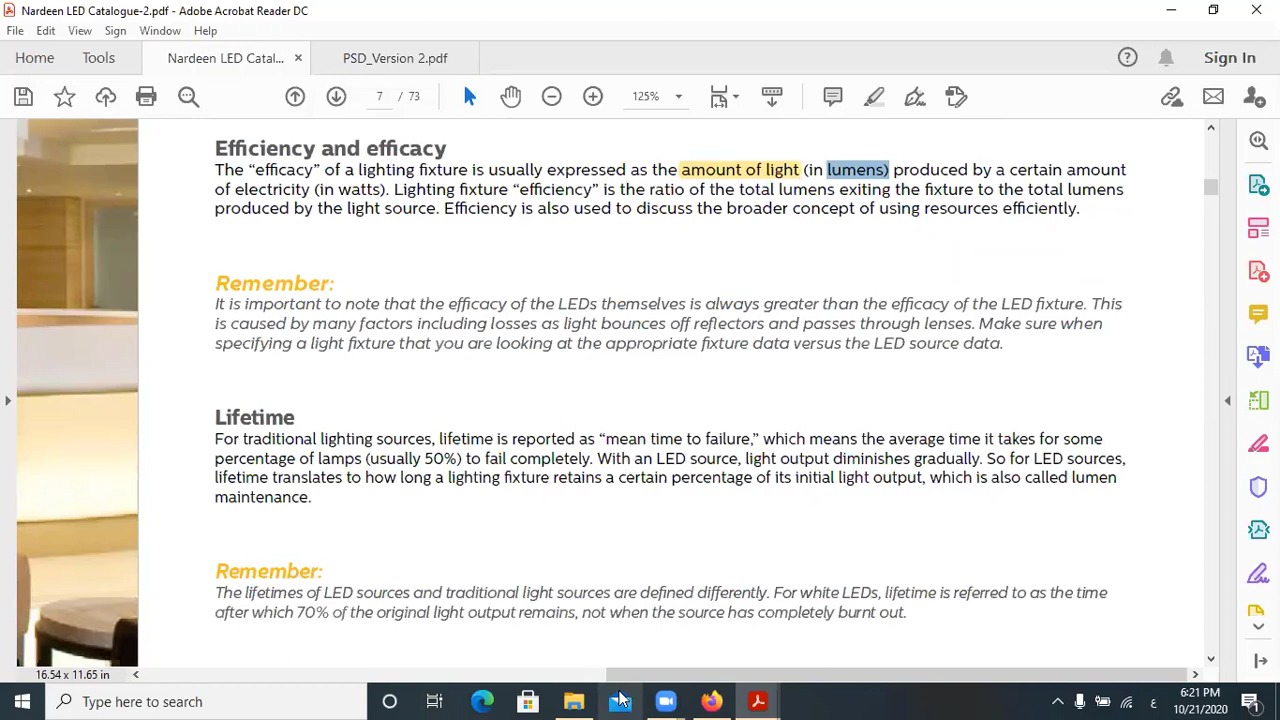 Nardeen LED Catalogue-2.pdf - Adobe Acrobat Reader DC
File Edit View Sign Window Help
Home Tools Nardeen LED Catal... × PSD_Version 2.pdf Sign In
7 / 73 125%
Efficiency and efficacy
The “efficacy” of a lighting fixture is usually expressed as the amount of light (in lumens) produced by a certain amount
of electricity (in watts). Lighting fixture “efficiency” is the ratio of the total lumens exiting the fixture to the total lumens
produced by the light source. Efficiency is also used to discuss the broader concept of using resources efficiently.
Remember:
It is important to note that the efficacy of the LEDs themselves is always greater than the efficacy of the LED fixture. This
is caused by many factors including losses as light bounces off reflectors and passes through lenses. Make sure when
specifying a light fixture that you are looking at the appropriate fixture data versus the LED source data.
Lifetime
For traditional lighting sources, lifetime is reported as “mean time to failure,” which means the average time it takes for some
percentage of lamps (usually 50%) to fail completely. With an LED source, light output diminishes gradually. So for LED sources,
lifetime translates to how long a lighting fixture retains a certain percentage of its initial light output, which is also called lumen
maintenance.
Remember:
The lifetimes of LED sources and traditional light sources are defined differently. For white LEDs, lifetime is referred to as the time
after which 70% of the original light output remains, not when the source has completely burnt out.
16.54 x 11.65 in
Type here to search
ع
6:21 PM
10/21/2020
1